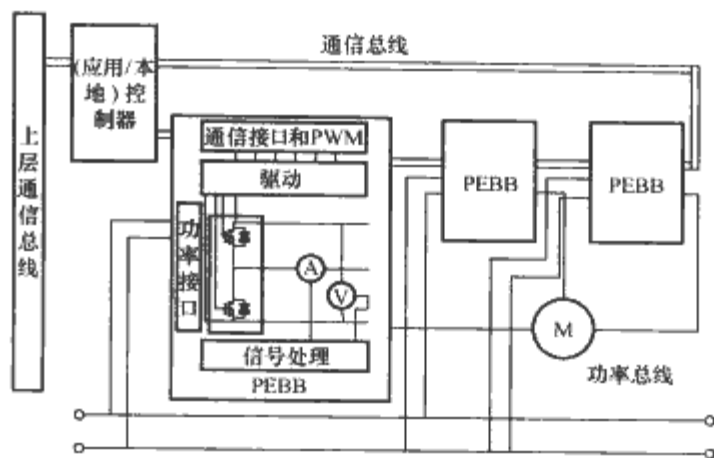 上层通信总线
(应用/本
地)控
制器
通信总线
通信接口和PWM
驱动
功率接口
A
V
信号处理
PEBB
PEBB
PEBB
M
功率总线